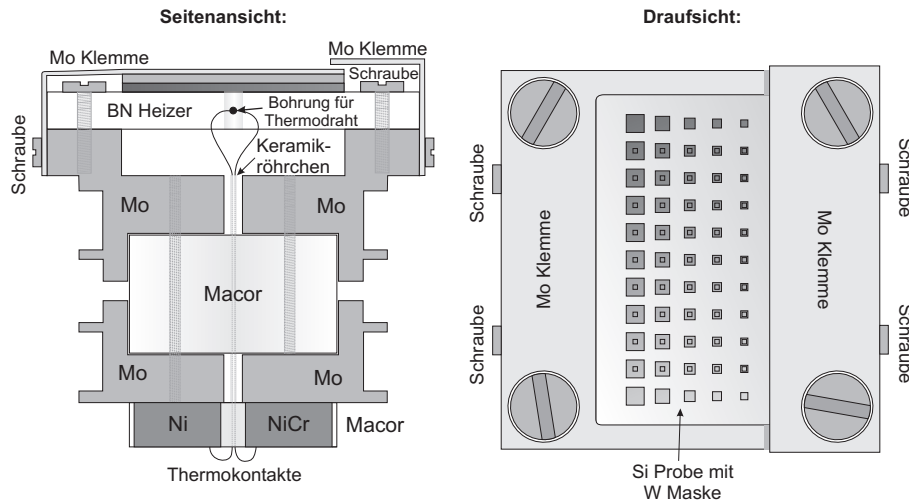 Seitenansicht:
Mo Klemme
Mo Klemme
Schraube
BN Heizer
Bohrung für
Thermodraht
Keramik-
röhrchen
Schraube
Mo
Mo
Macor
Mo
Mo
Ni
NiCr
Macor
Thermokontakte
Draufsicht:
Schraube
Schraube
Mo Klemme
Mo Klemme
Schraube
Schraube
Si Probe mit
W Maske